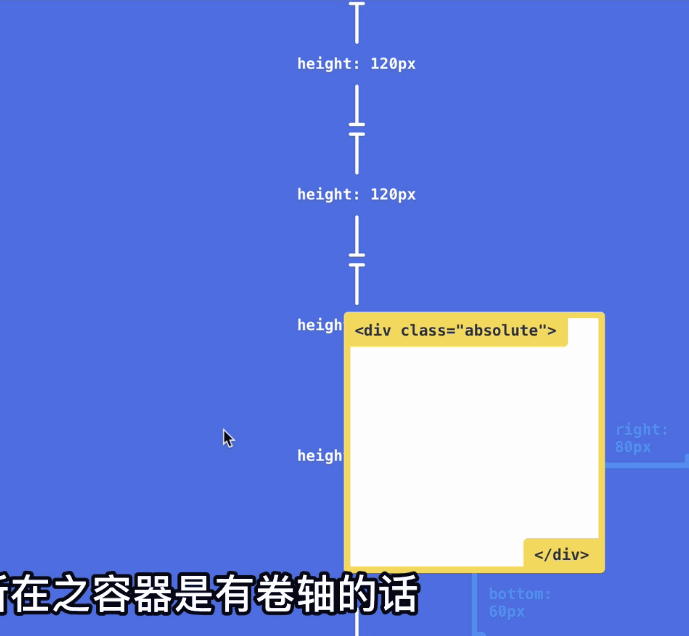 height: 120px
height: 120px
heigh
<div class="absolute">
right:
80px
heigh
</div>
所在之容器是有卷轴的话
bottom:
60px